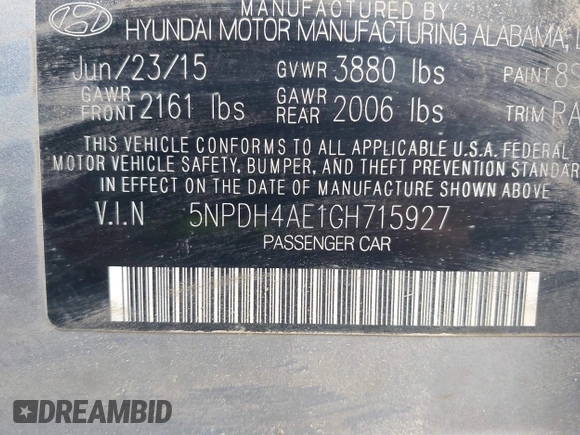 MANUFACTURED BY
HYUNDAI MOTOR MANUFACTURING ALABAMA,
Jun/23/15 GVWR 3880 lbs PAINT
GAWR FRONT 2161 lbs GAWR REAR 2006 lbs TRIM RA
THIS VEHICLE CONFORMS TO ALL APPLICABLE U.S.A. FEDERAL
MOTOR VEHICLE SAFETY, BUMPER, AND THEFT PREVENTION STANDAR
IN EFFECT ON THE DATE OF MANUFACTURE SHOWN ABOVE
V.I.N 5NPDH4AE1GH715927
PASSENGER CAR
DREAMBID